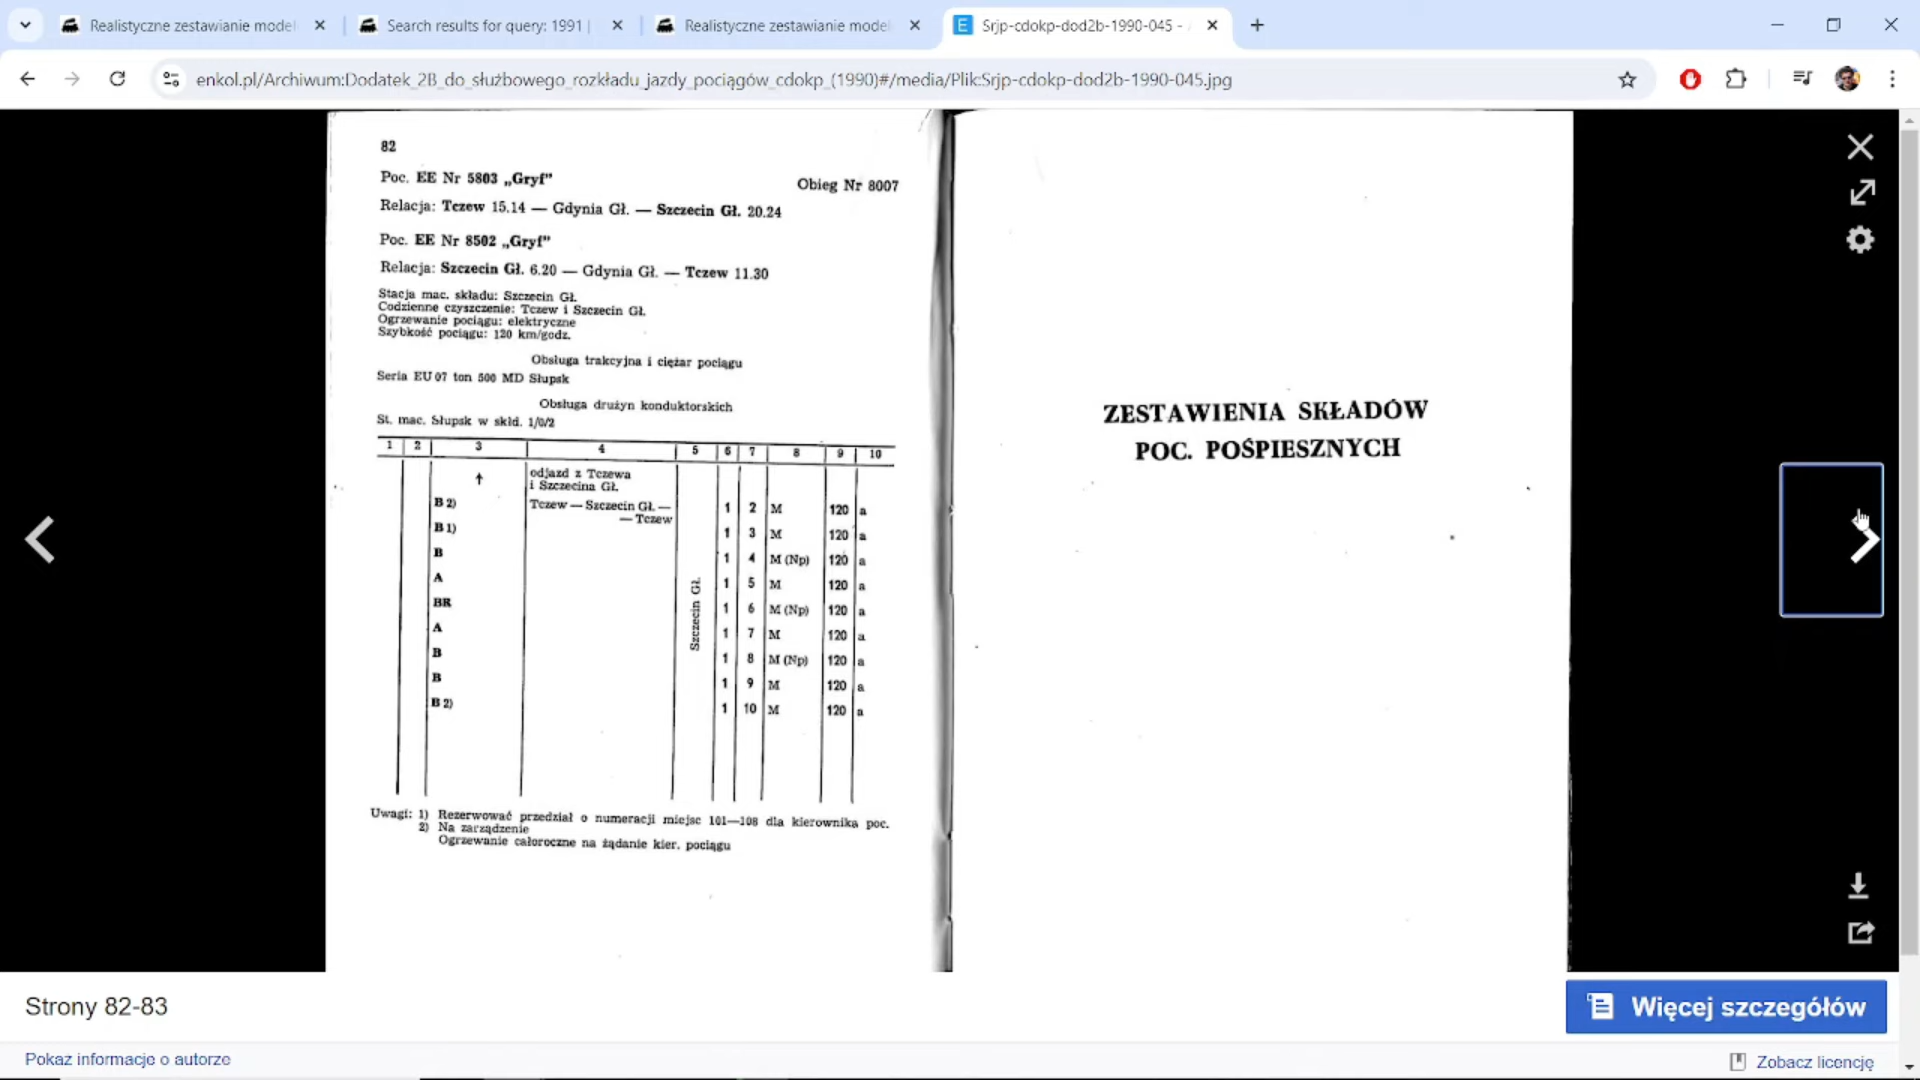 Realistyczne zestawianie model
Search results for query: 1991 |
Realistyczne zestawianie model
Srjp-cdokp-dod2b-1990-045 -
enkol.pl/Archiwum:Dodatek_2B_do_służbowego_rozkładu_jazdy_pociągów_cdokp_(1990)#/media/Plik:Srjp-cdokp-dod2b-1990-045.jpg
82
Poc. EE Nr 5803 „Gryf”
Obieg Nr 8007
Relacja: Tczew 15.14 — Gdynia Gł. — Szczecin Gł. 20.24
Poc. EE Nr 8502 „Gryf”
Relacja: Szczecin Gł. 6.20 — Gdynia Gł. — Tczew 11.30
Stacja mac. składu: Szczecin Gł.
Codzienne czyszczenie: Tczew i Szczecin Gł.
Ogrzewanie pociągu: elektryczne
Szybkość pociągu: 120 km/godz.
Obsługa trakcyjna i ciężar pociągu
Seria EU 07 ton 500 MD Słupsk
Obsługa drużyn konduktorskich
St. mac. Słupsk w skłd. 1/0/2
1 2 3 4 5 6 7 8 9 10
↑ odjazd z Tczewa
i Szczecina Gł.
B 2) Tczew — Szczecin Gł. — 1 2 M 120 a
— Tczew
B 1) 1 3 M 120 a
B 1 4 M (Np) 120 a
A 1 5 M 120 a
BR 1 6 M (Np) 120 a
A 1 7 M 120 a
B 1 8 M (Np) 120 a
B 1 9 M 120 a
B 2) 1 10 M 120 a
Szczecin Gł.
Uwagi: 1) Rezerwować przedział o numeracji miejsc 101—108 dla kierownika poc.
2) Na zarządzenie
Ogrzewanie całoroczne na żądanie kier. pociągu
ZESTAWIENIA SKŁADÓW
POC. POŚPIESZNYCH
Strony 82-83
Więcej szczegółów
Pokaz informacje o autorze
Zobacz licencję